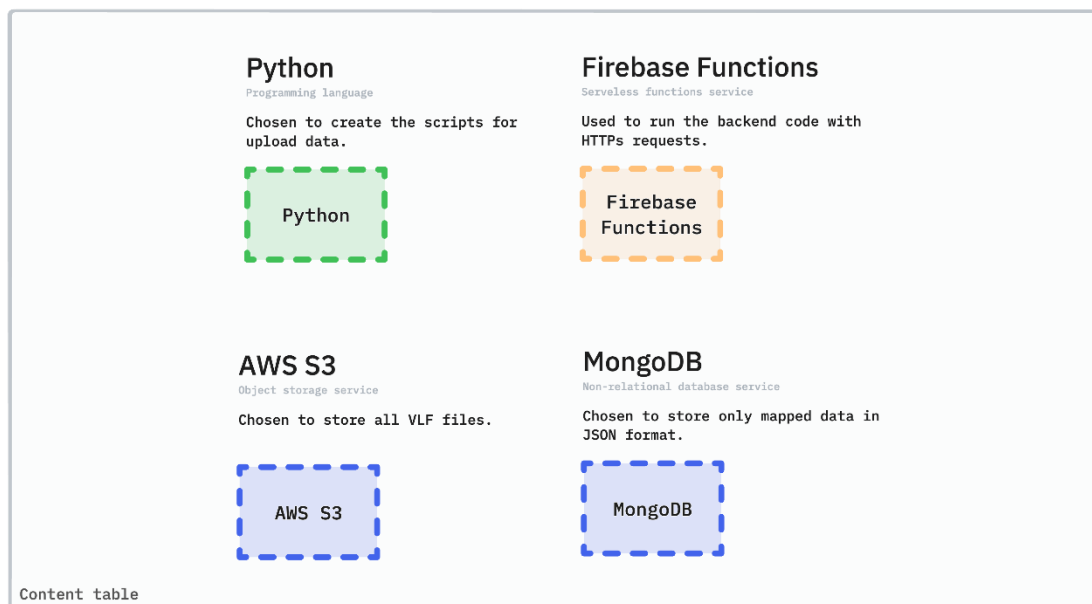 Python
Programming language
Chosen to create the scripts for
upload data.
Python
Firebase Functions
Serveless functions service
Used to run the backend code with
HTTPs requests.
Firebase
Functions
AWS S3
Object storage service
Chosen to store all VLF files.
AWS S3
MongoDB
Non-relational database service
Chosen to store only mapped data in
JSON format.
MongoDB
Content table